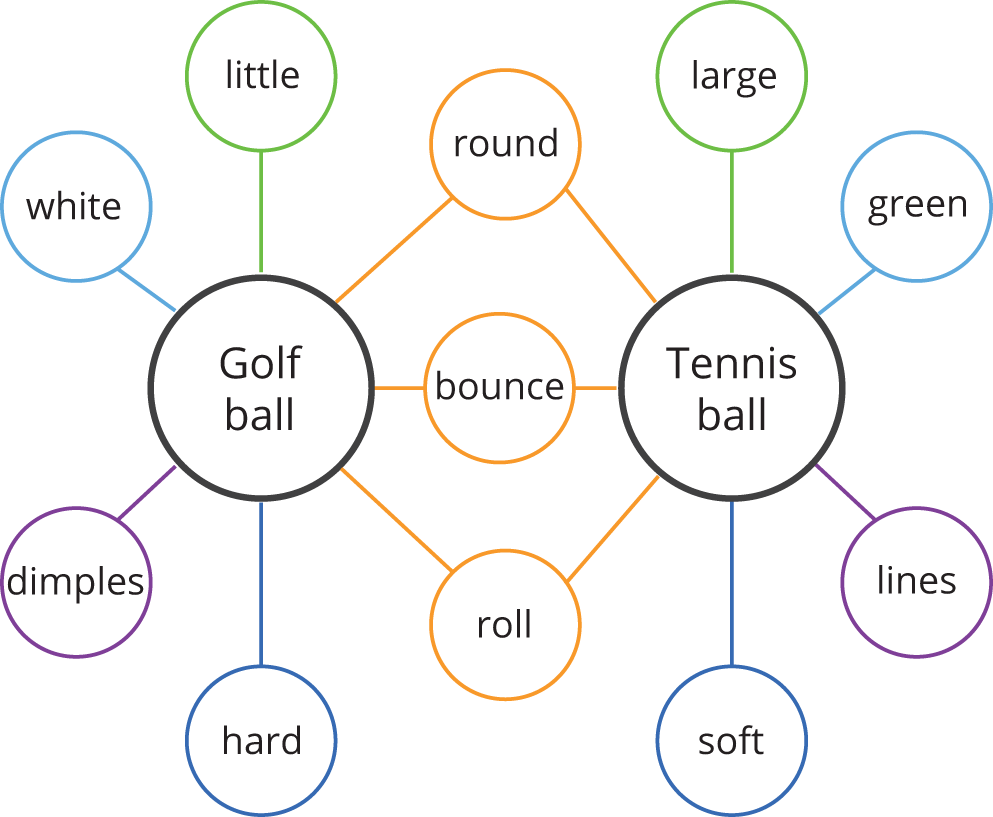 little
large
round
white
green
Golf
ball
bounce
Tennis
ball
dimples
lines
roll
hard
soft